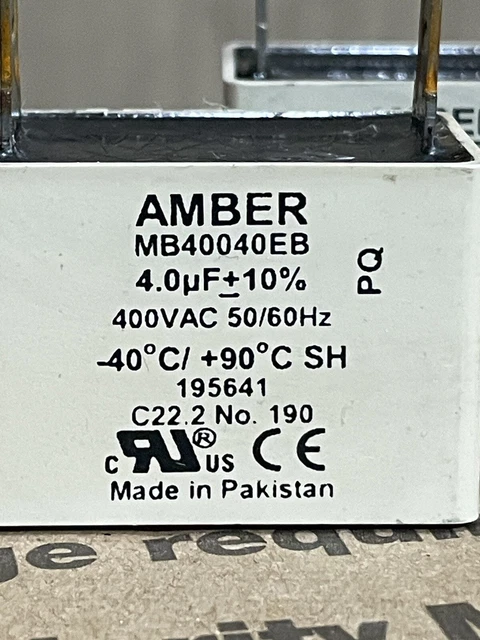 AMBER
MB40040EB
4.0µF±10%
PQ
400VAC 50/60Hz
-40°C/ +90°C SH
195641
C22.2 No. 190
c RU® US CE
Made in Pakistan